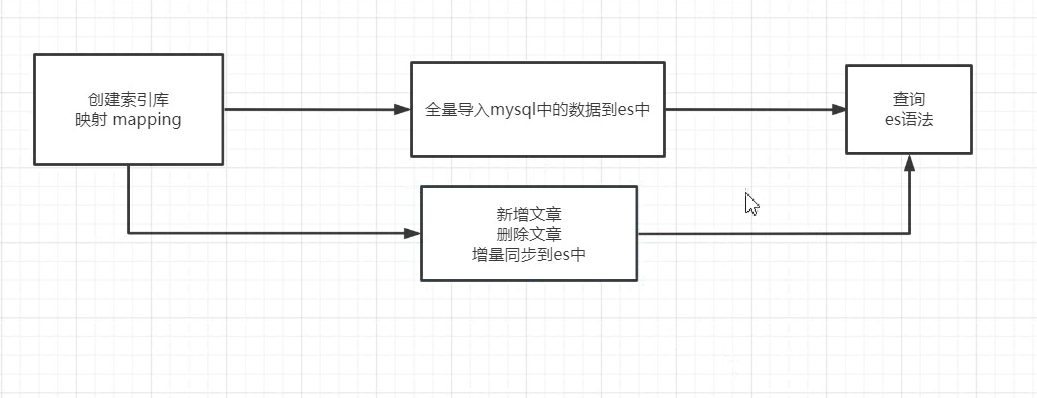 创建索引库
映射 mapping
全量导入mysql中的数据到es中
查询
es语法
新增文章
删除文章
增量同步到es中